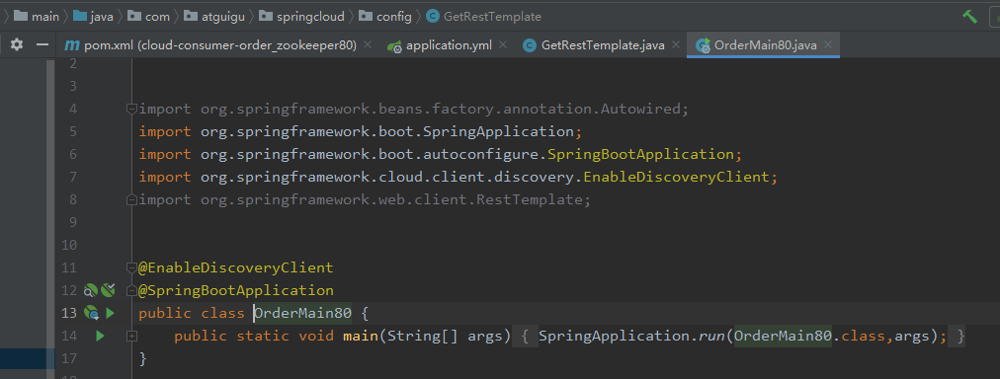 main java com atguigu springcloud config GetRestTemplate
pom.xml (cloud-consumer-order_zookeeper80) application.yml GetRestTemplate.java OrderMain80.java
2
3
4 import org.springframework.beans.factory.annotation.Autowired;
5 import org.springframework.boot.SpringApplication;
6 import org.springframework.boot.autoconfigure.SpringBootApplication;
7 import org.springframework.cloud.client.discovery.EnableDiscoveryClient;
8 import org.springframework.web.client.RestTemplate;
9
10
11 @EnableDiscoveryClient
12 @SpringBootApplication
13 public class OrderMain80 {
14 public static void main(String[] args) { SpringApplication.run(OrderMain80.class,args); }
17 }